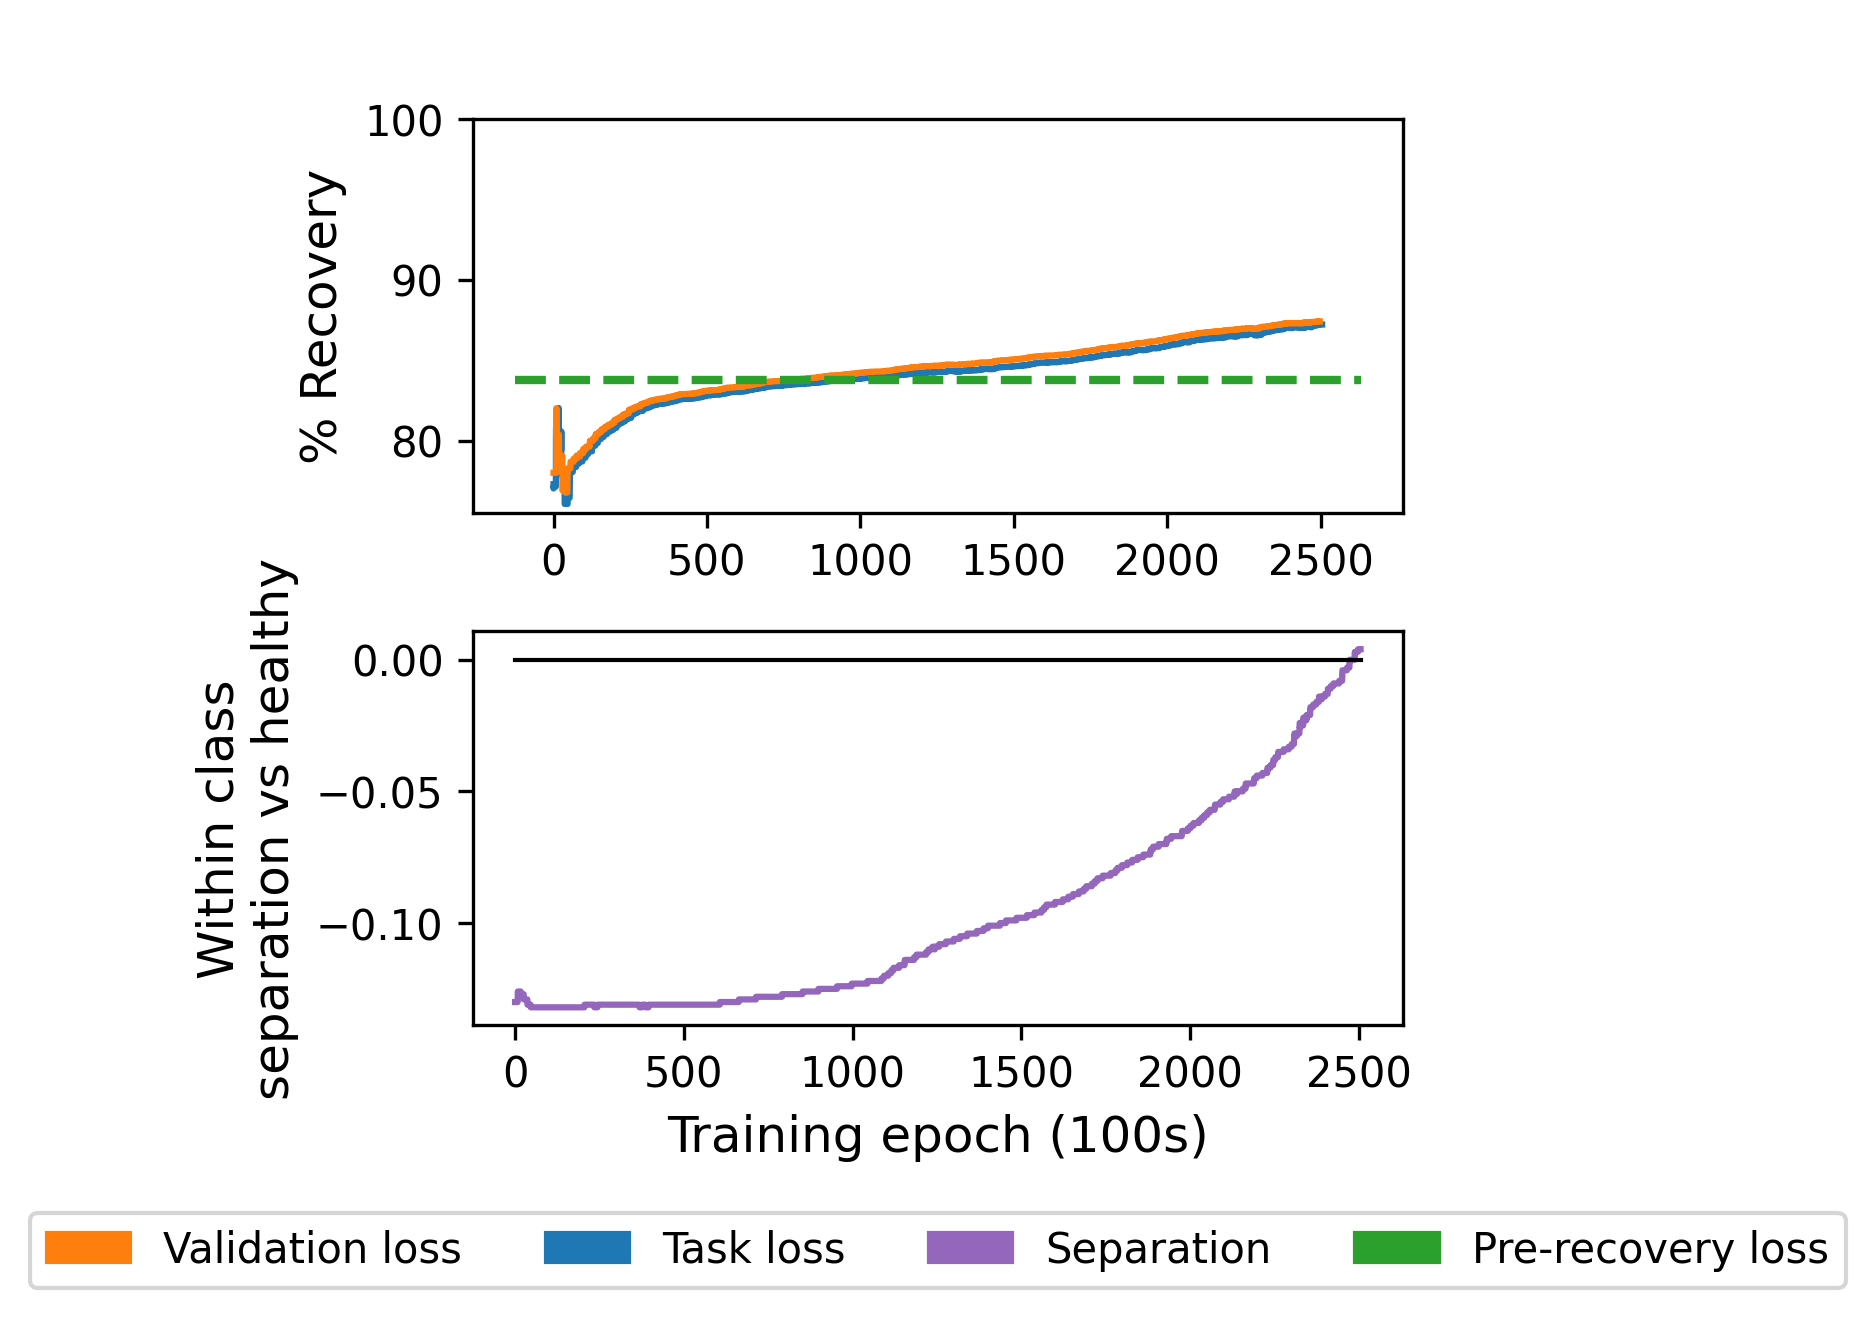 100
90
80
% Recovery
0 500 1000 1500 2000 2500
0.00
−0.05
−0.10
Within class
separation vs healthy
0 500 1000 1500 2000 2500
Training epoch (100s)
Validation loss Task loss Separation Pre-recovery loss